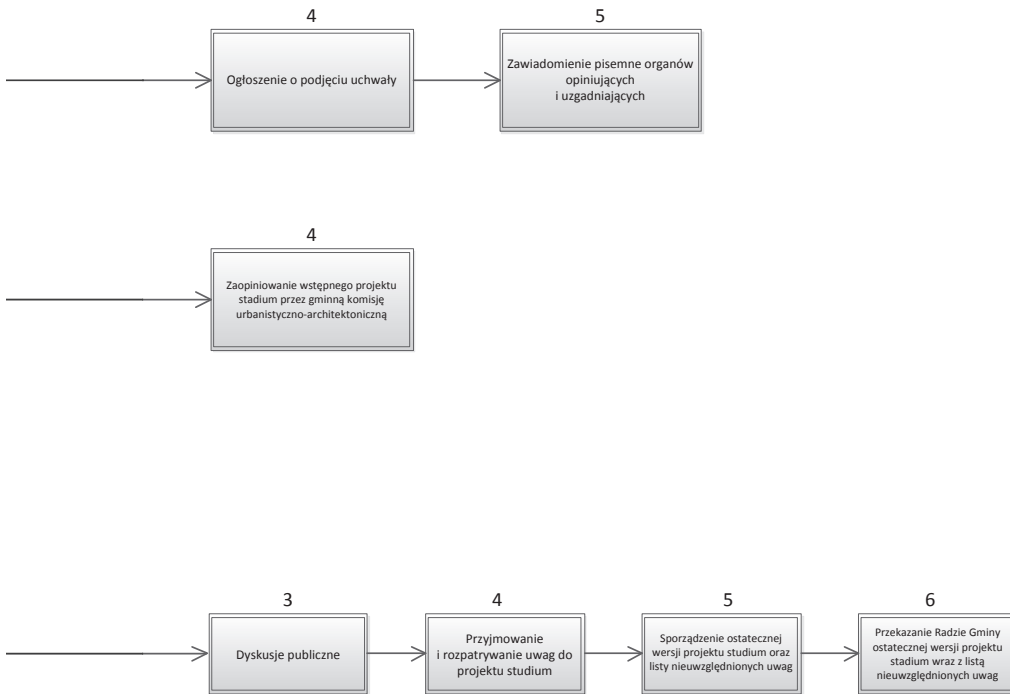 4
5
Ogłoszenie o podjęciu uchwały
Zawiadomienie pisemne organów
opiniujących
i uzgadniających
4
Zaopiniowanie wstępnego projektu
stadium przez gminną komisję
urbanistyczno-architektoniczną
3
4
5
6
Dyskusje publiczne
Przyjmowanie
i rozpatrywanie uwag do
projektu studium
Sporządzenie ostatecznej
wersji projektu studium oraz
listy nieuwzględnionych uwag
Przekazanie Radzie Gminy
ostatecznej wersji projektu
stadium wraz z listą
nieuwzględnionych uwag